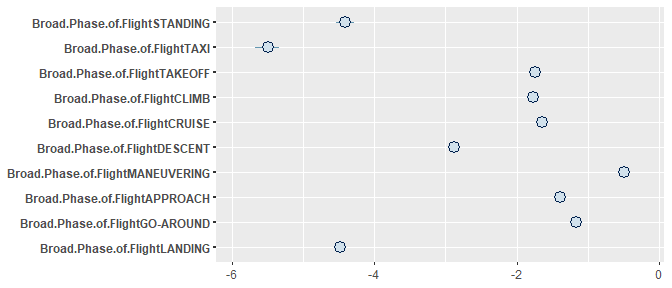 Broad.Phase.of.FlightSTANDING
Broad.Phase.of.FlightTAXI
Broad.Phase.of.FlightTAKEOFF
Broad.Phase.of.FlightCLIMB
Broad.Phase.of.FlightCRUISE
Broad.Phase.of.FlightDESCENT
Broad.Phase.of.FlightMANEUVERING
Broad.Phase.of.FlightAPPROACH
Broad.Phase.of.FlightGO-AROUND
Broad.Phase.of.FlightLANDING
-6 -4 -2 0